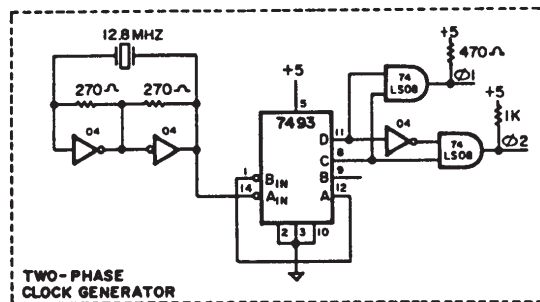 12.8MHZ
270Ω 270Ω
04 04
+5
5
7493
1 BIN
14 AIN
D 11
C 8
B 9
A 12
2 3 10
04
74
LS08
+5
470Ω
Ø1
74
LS08
+5
1K
Ø2
TWO-PHASE
CLOCK GENERATOR